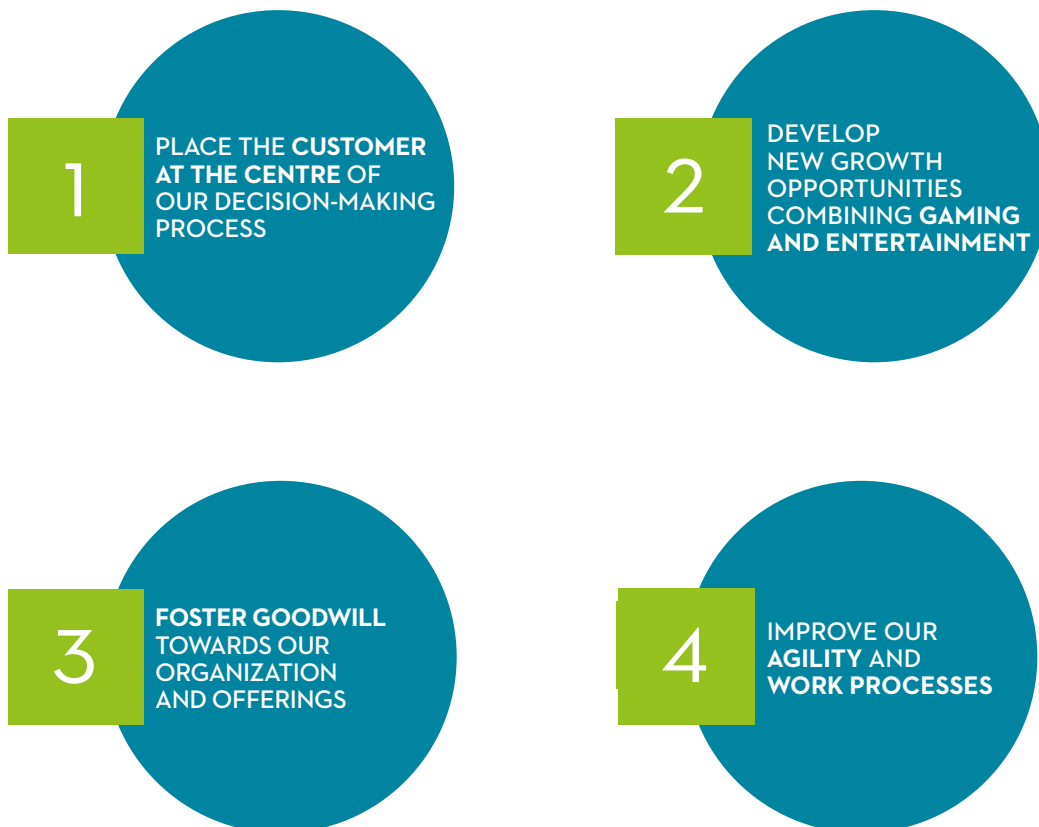 1
PLACE THE CUSTOMER
AT THE CENTRE OF
OUR DECISION-MAKING
PROCESS
2
DEVELOP
NEW GROWTH
OPPORTUNITIES
COMBINING GAMING
AND ENTERTAINMENT
3
FOSTER GOODWILL
TOWARDS OUR
ORGANIZATION
AND OFFERINGS
4
IMPROVE OUR
AGILITY AND
WORK PROCESSES